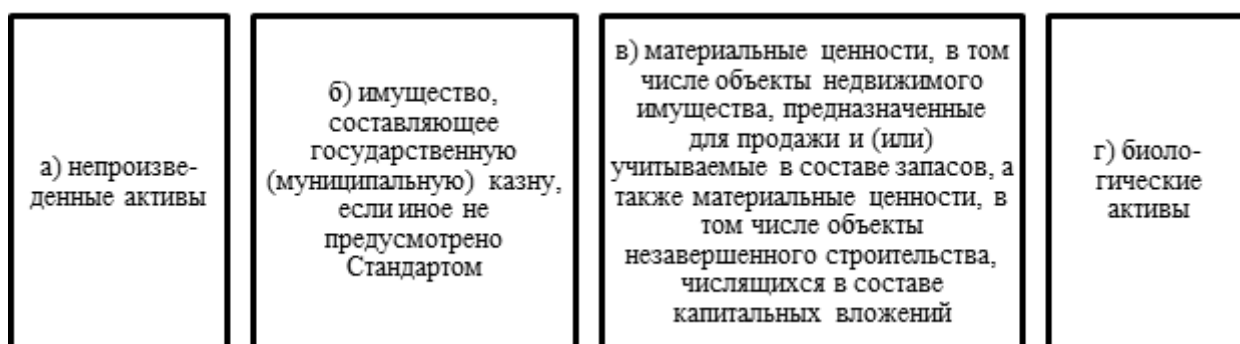 а) непроизве-
денные активы
б) имущество,
составляющее
государственную
(муниципальную) казну,
если иное не
предусмотрено
Стандартом
в) материальные ценности, в том
числе объекты недвижимого
имущества, предназначенные
для продажи и (или)
учитываемые в составе запасов, а
также материальные ценности, в
том числе объекты
незавершенного строительства,
числящихся в составе
капитальных вложений
г) биоло-
гические
активы